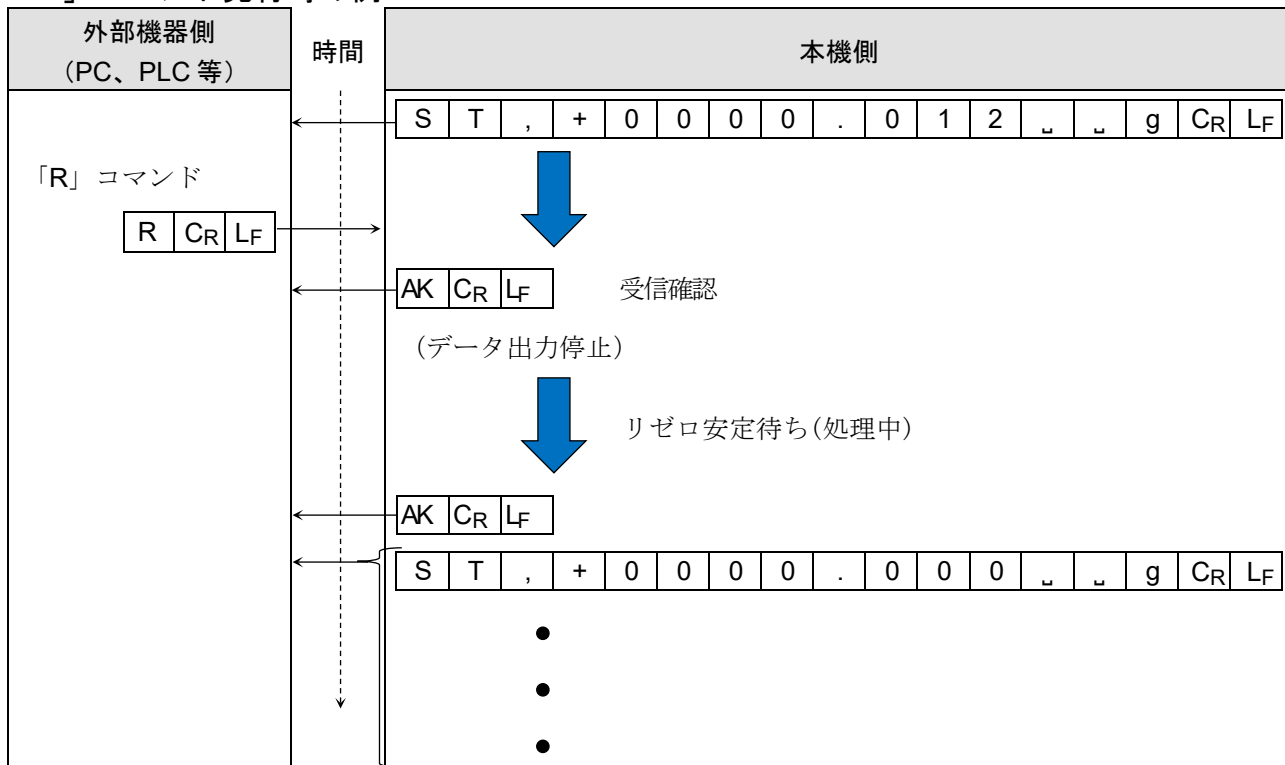 外部機器側
（PC、PLC 等）
時間
本機側
S T , + 0 0 0 0 . 0 1 2 ␣ ␣ g CR LF
「R」コマンド
R CR LF
AK CR LF 受信確認
(データ出力停止)
リゼロ安定待ち(処理中)
AK CR LF
S T , + 0 0 0 0 . 0 0 0 ␣ ␣ g CR LF